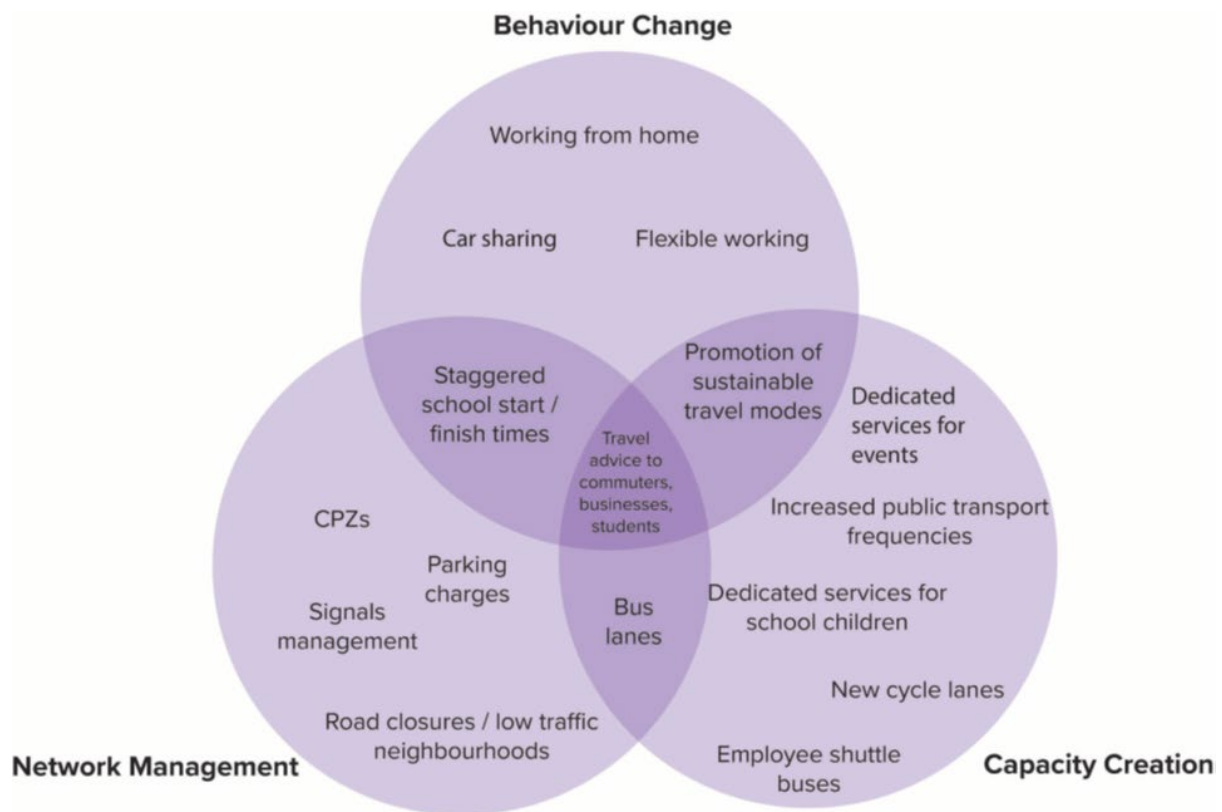 Behaviour Change
Working from home
Car sharing
Flexible working
Staggered
school start /
finish times
Promotion of
sustainable
travel modes
Travel
advice to
commuters,
businesses,
students
Dedicated
services for
events
Increased public transport
frequencies
CPZs
Parking
charges
Signals
management
Bus
lanes
Dedicated services for
school children
New cycle lanes
Road closures / low traffic
neighbourhoods
Employee shuttle
buses
Network Management
Capacity Creation